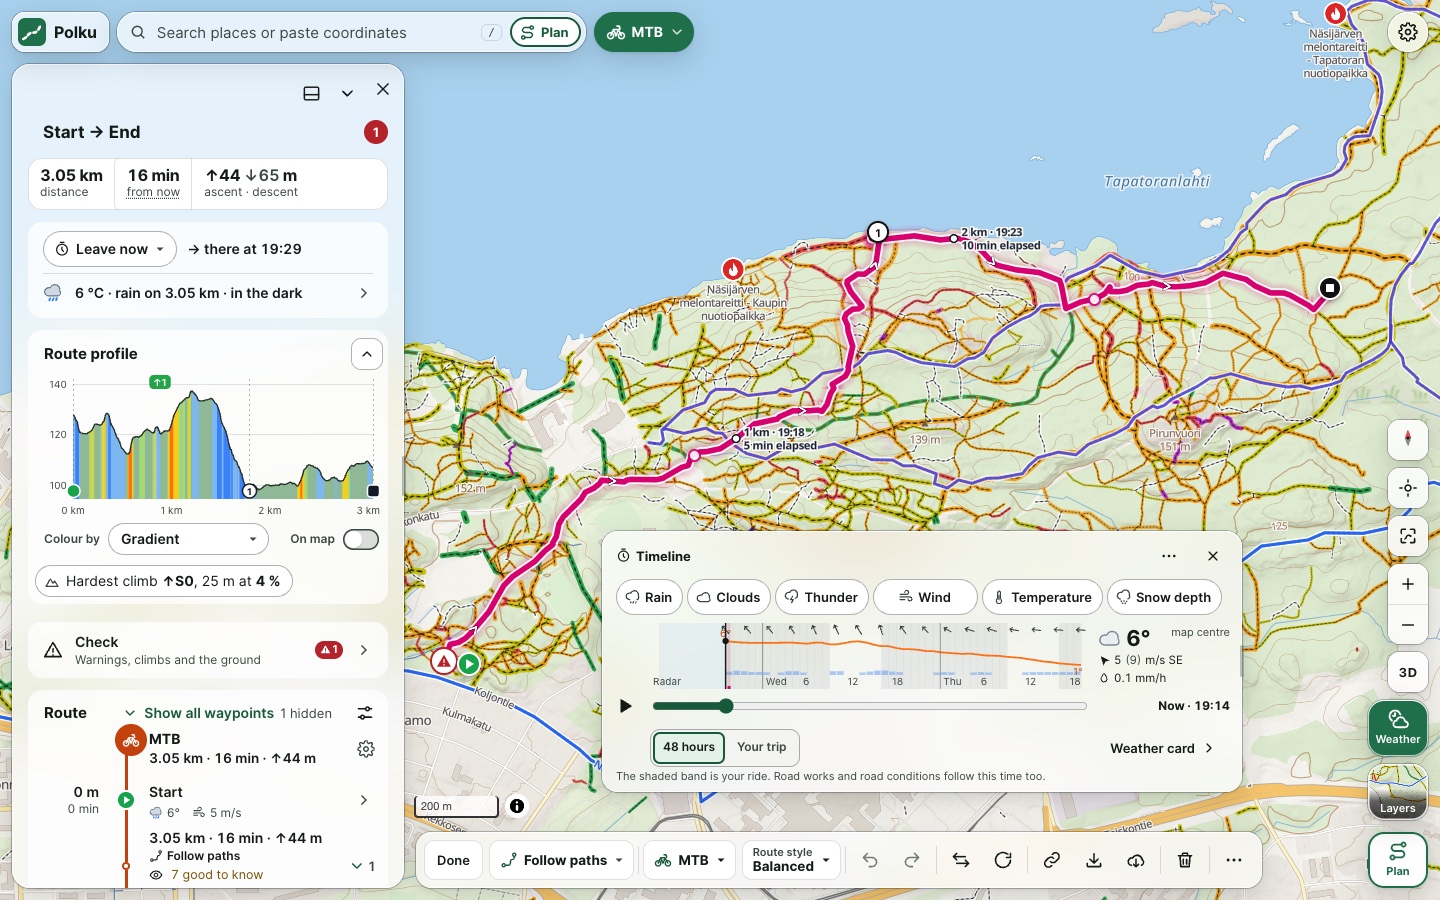 Polku
Search places or paste coordinates
/
Plan
MTB
Start → End
1
3.05 km
distance
16 min
from now
↑44 ↓65 m
ascent · descent
Leave now
→ there at 19:29
6 °C · rain on 3.05 km · in the dark
Route profile
140
120
100
↑1
1
0 km
1 km
2 km
3 km
Colour by
Gradient
On map
Hardest climb ↑S0, 25 m at 4 %
Check
Warnings, climbs and the ground
1
Route
Show all waypoints
1 hidden
MTB
3.05 km · 16 min · ↑44 m
0 m
0 min
Start
6°
5 m/s
3.05 km · 16 min · ↑44 m
Follow paths
7 good to know
1
Näsijärven
melontareitti
- Tapatoran
nuotiopaikka
Tapatoranlahti
1
2 km · 19:23
10 min elapsed
100
Näsijärven
melontareitti - Kaupin
nuotiopaikka
1 km · 19:18
5 min elapsed
139 m
Pirunvuori
151 m
152 m
onkatu
125
Koljontie
Kulmakatu
amo
200 m
Timeline
Rain
Clouds
Thunder
Wind
Temperature
Snow depth
6°
1°
Radar
Wed
6
12
18
Thu
6
12
18
6°
map centre
5 (9) m/s SE
0.1 mm/h
Now · 19:14
48 hours
Your trip
Weather card
The shaded band is your ride. Road works and road conditions follow this time too.
3D
Weather
Layers
Plan
Done
Follow paths
MTB
Route style
Balanced